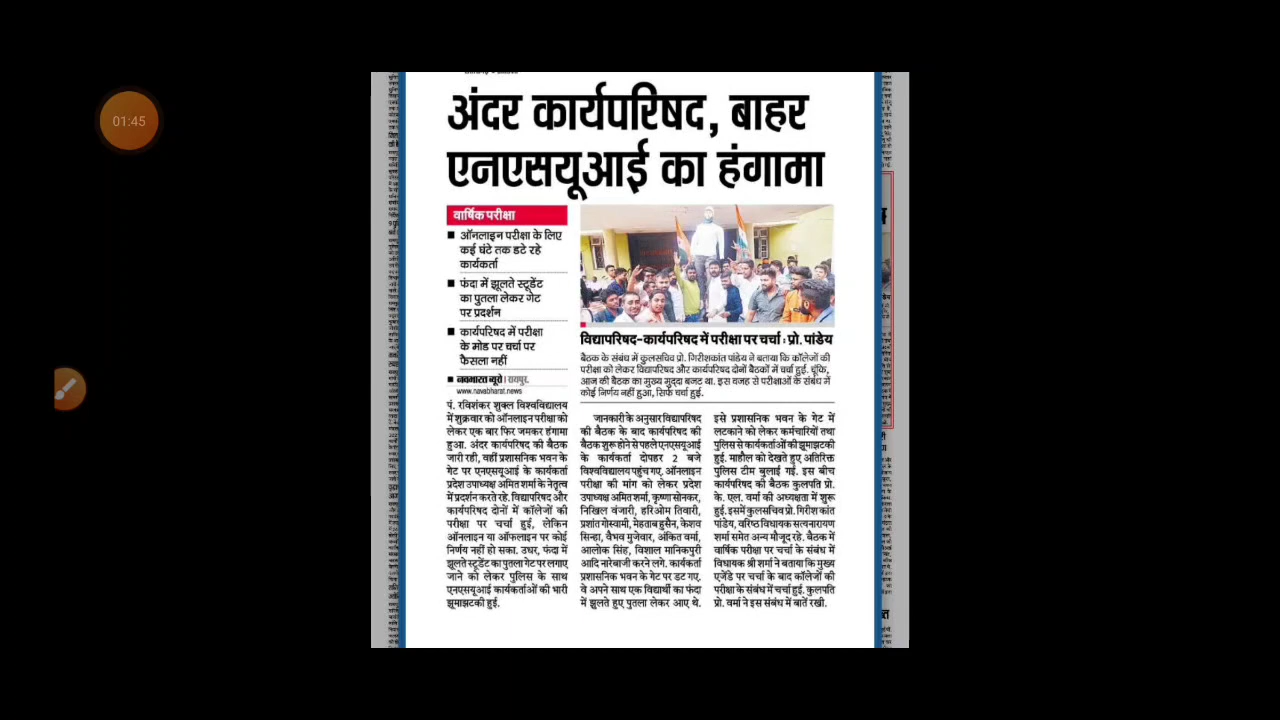 01:45
अंदर कार्यपरिषद, बाहर
एनएसयूआई का हंगामा
वार्षिक परीक्षा
■ ऑनलाइन परीक्षा के लिए
कई घंटे तक डटे रहे
कार्यकर्ता
■ फंदा में झूलते स्टूडेंट
का पुतला लेकर गेट
पर प्रदर्शन
■ कार्यपरिषद में परीक्षा
के मोड पर चर्चा पर
फैसला नहीं
■ नवभारत ब्यूरो | रायपुर.
www.navabharat.news
पं. रविशंकर शुक्ल विश्वविद्यालय
में शुक्रवार को ऑनलाइन परीक्षा को
लेकर एक बार फिर जमकर हंगामा
हुआ. अंदर कार्यपरिषद की बैठक
जारी रही, वहीं प्रशासनिक भवन के
गेट पर एनएसयूआई के कार्यकर्ता
प्रदेश उपाध्यक्ष अमित शर्मा के नेतृत्व
में प्रदर्शन करते रहे. विद्यापरिषद और
कार्यपरिषद दोनों में कॉलेजों की
परीक्षा पर चर्चा हुई, लेकिन
ऑनलाइन या ऑफलाइन पर कोई
निर्णय नहीं हो सका. उधर, फंदा में
झूलते स्टूडेंट का पुतला गेट पर लगाए
जाने को लेकर पुलिस के साथ
एनएसयूआई कार्यकर्ताओं की भारी
झूमाझटकी हुई.
विद्यापरिषद-कार्यपरिषद में परीक्षा पर चर्चा : प्रो. पांडेय
बैठक के संबंध में कुलसचिव प्रो. गिरीशकांत पांडेय ने बताया कि कॉलेजों की
परीक्षा को लेकर विद्यापरिषद और कार्यपरिषद दोनों बैठकों में चर्चा हुई. चूंकि,
आज की बैठक का मुख्य मुद्दा बजट था. इस वजह से परीक्षाओं के संबंध में
कोई निर्णय नहीं हुआ, सिर्फ चर्चा हुई.
जानकारी के अनुसार विद्यापरिषद
की बैठक के बाद कार्यपरिषद की
बैठक शुरू होने से पहले एनएसयूआई
के कार्यकर्ता दोपहर 2 बजे
विश्वविद्यालय पहुंच गए. ऑनलाइन
परीक्षा की मांग को लेकर प्रदेश
उपाध्यक्ष अमित शर्मा, कृष्णा सोनकर,
निखिल वंजारी, हरिओम तिवारी,
प्रशांत गोस्वामी, मेहताब हुसैन, केशव
सिन्हा, वैभव मुजेवार, अंकित वर्मा,
आलोक सिंह, विशाल मानिकपुरी
आदि नारेबाजी करने लगे. कार्यकर्ता
प्रशासनिक भवन के गेट पर डट गए.
वे अपने साथ एक विद्यार्थी का फंदा
में झूलते हुए पुतला लेकर आए थे.
इसे प्रशासनिक भवन के गेट में
लटकाने को लेकर कर्मचारियों तथा
पुलिस से कार्यकर्ताओं की झूमाझटकी
हुई. माहौल को देखते हुए अतिरिक्त
पुलिस टीम बुलाई गई. इस बीच
कार्यपरिषद की बैठक कुलपति प्रो.
के. एल. वर्मा की अध्यक्षता में शुरू
हुई. इसमें कुलसचिव प्रो. गिरीश कांत
पांडेय, वरिष्ठ विधायक सत्यनारायण
शर्मा समेत अन्य मौजूद रहे. बैठक में
वार्षिक परीक्षा पर चर्चा के संबंध में
विधायक श्री शर्मा ने बताया कि मुख्य
एजेंडे पर चर्चा के बाद कॉलेजों की
परीक्षा के संबंध में चर्चा हुई. कुलपति
प्रो. वर्मा ने इस संबंध में बातें रखी.